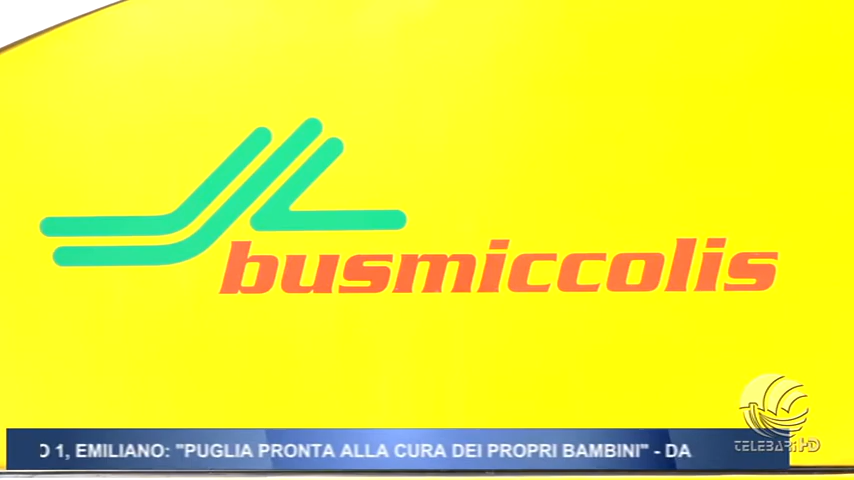 busmiccolis
O 1, EMILIANO: "PUGLIA PRONTA ALLA CURA DEI PROPRI BAMBINI" - DA
TELEBARI HD